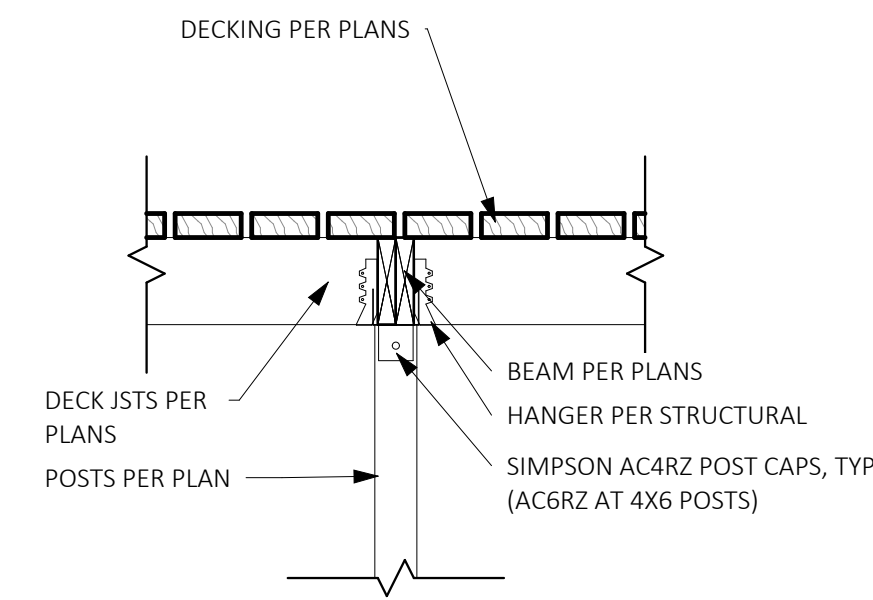 DECKING PER PLANS
BEAM PER PLANS
DECK JSTS PER
PLANS
HANGER PER STRUCTURAL
POSTS PER PLAN
SIMPSON AC4RZ POST CAPS, TYP
(AC6RZ AT 4X6 POSTS)